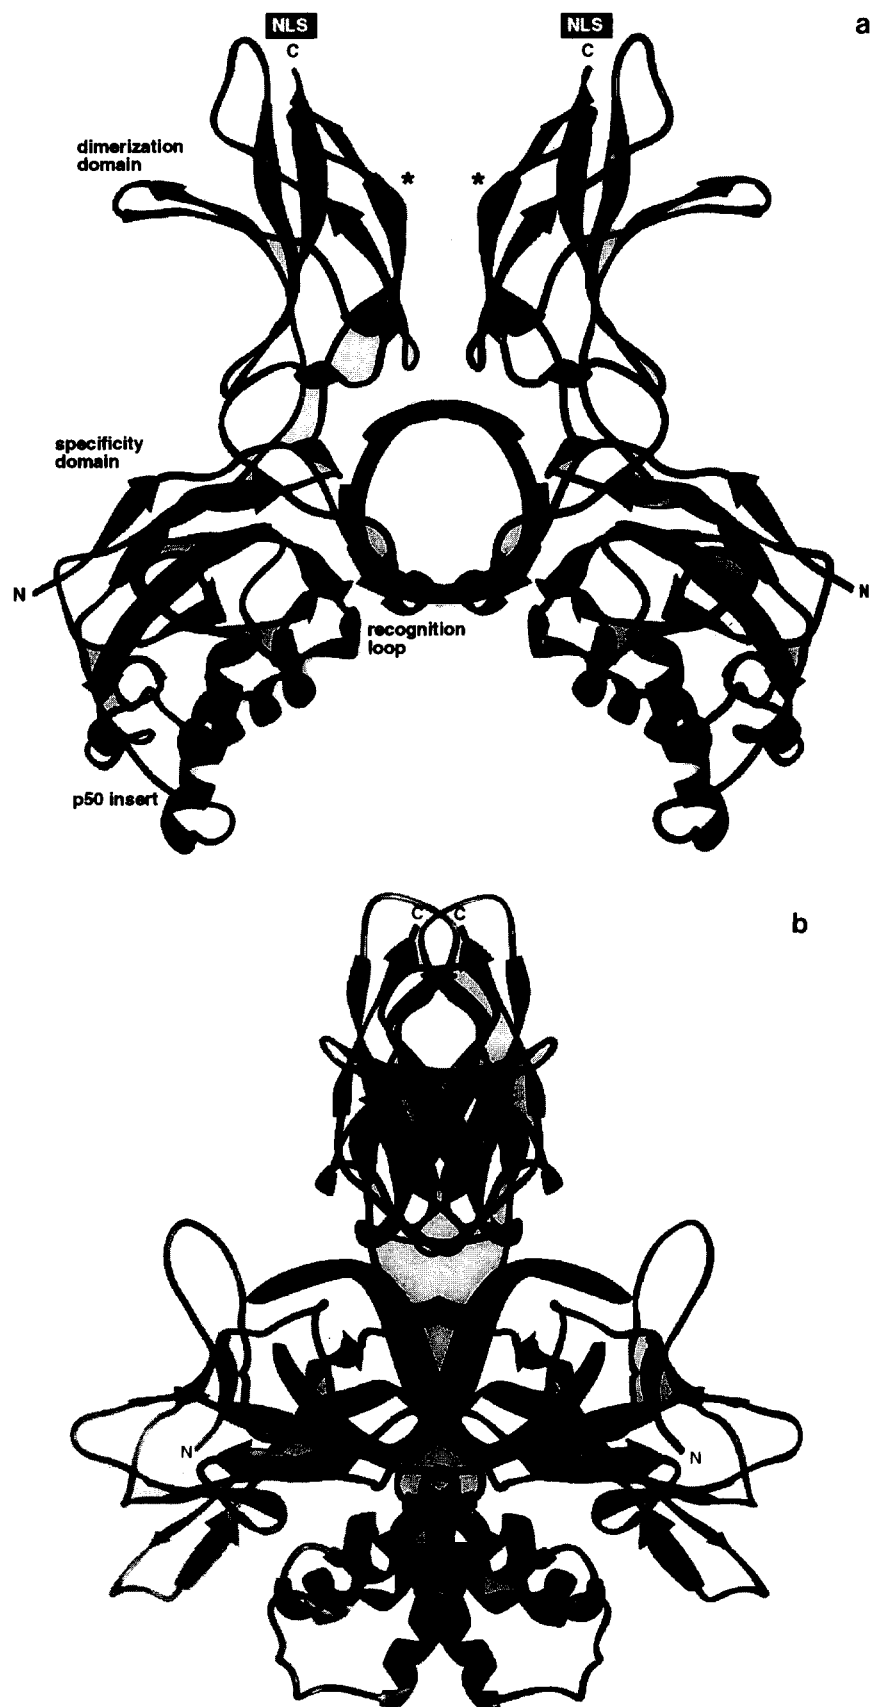 a
NLS NLS
C C
dimerization
domain
* *
specificity
domain
N N
recognition
loop
p50 insert
b
C C
N N